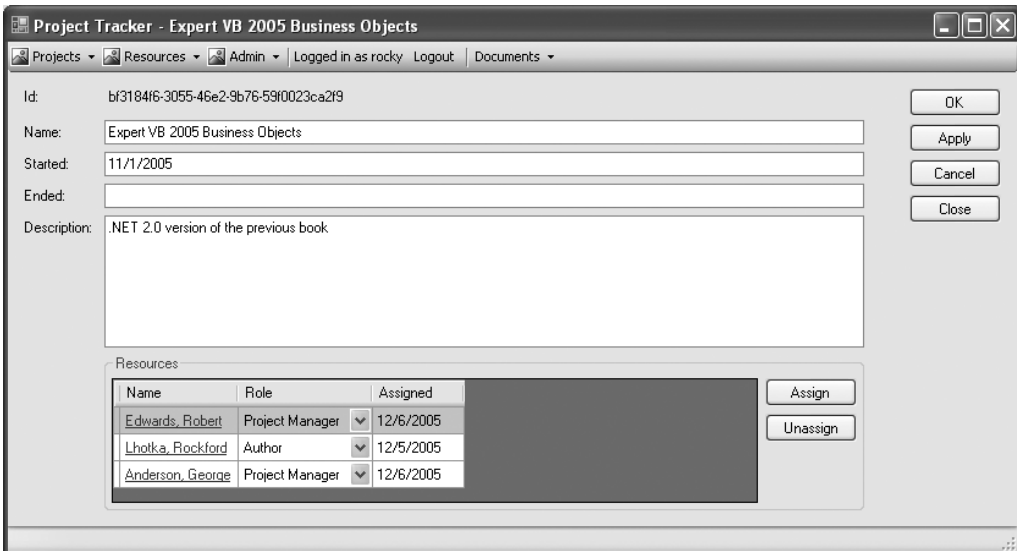 Project Tracker - Expert VB 2005 Business Objects
Projects Resources Admin Logged in as rocky Logout Documents
Id: bf3184f6-3055-46e2-9b76-59f0023ca2f9
OK
Name: Expert VB 2005 Business Objects
Apply
Started: 11/1/2005
Cancel
Ended:
Close
Description: .NET 2.0 version of the previous book
Resources
Name Role Assigned
Assign
Edwards, Robert Project Manager 12/6/2005
Unassign
Lhotka, Rockford Author 12/5/2005
Anderson, George Project Manager 12/6/2005